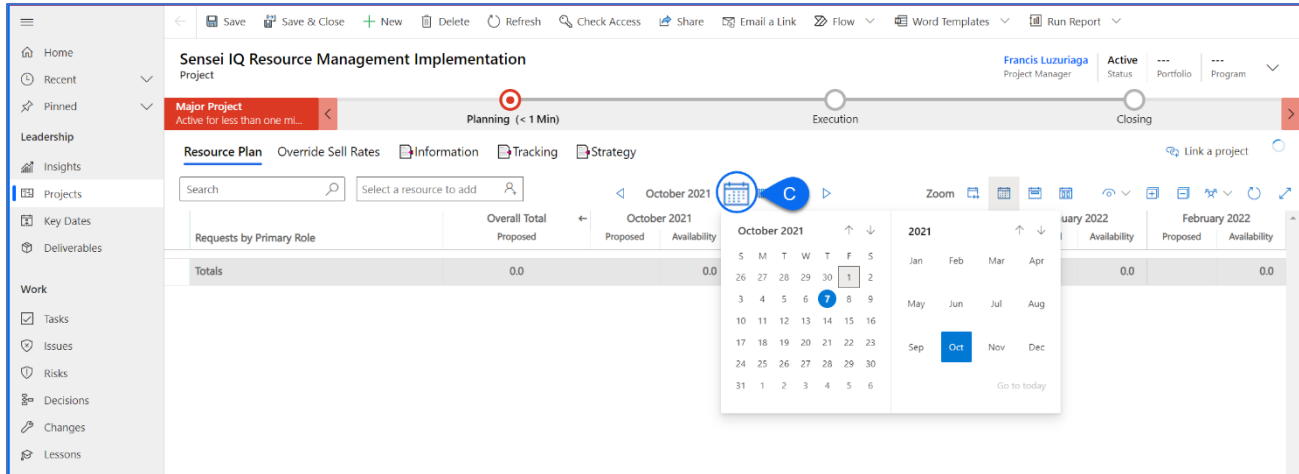 Save
Save & Close
New
Delete
Refresh
Check Access
Share
Email a Link
Flow
Word Templates
Run Report
Home
Recent
Pinned
Leadership
Insights
Projects
Key Dates
Deliverables
Work
Tasks
Issues
Risks
Decisions
Changes
Lessons
Sensei IQ Resource Management Implementation
Project
Francis Luzuriaga
Project Manager
Active
Status
---
Portfolio
---
Program
Major Project
Active for less than one mi...
Planning (< 1 Min)
Execution
Closing
Resource Plan Override Sell Rates Information Tracking Strategy
Link a project
Search
Select a resource to add
October 2021
C
Zoom
Requests by Primary Role
Overall Total
Proposed
October 2021
Proposed Availability
uary 2022
Availability
February 2022
Proposed Availability
Totals 0.0 0.0 0.0 0.0
October 2021
S M T W T F S
26 27 28 29 30 1 2
3 4 5 6 7 8 9
10 11 12 13 14 15 16
17 18 19 20 21 22 23
24 25 26 27 28 29 30
31 1 2 3 4 5 6
2021
Jan Feb Mar Apr
May Jun Jul Aug
Sep Oct Nov Dec
Go to today